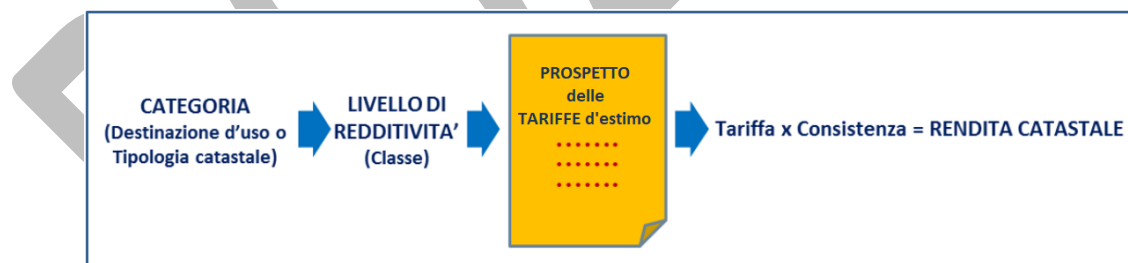 CATEGORIA
(Destinazione d'uso o
Tipologia catastale)
LIVELLO DI
REDDITIVITA'
(Classe)
PROSPETTO
delle
TARIFFE d'estimo
.......
.......
.......
Tariffa x Consistenza = RENDITA CATASTALE